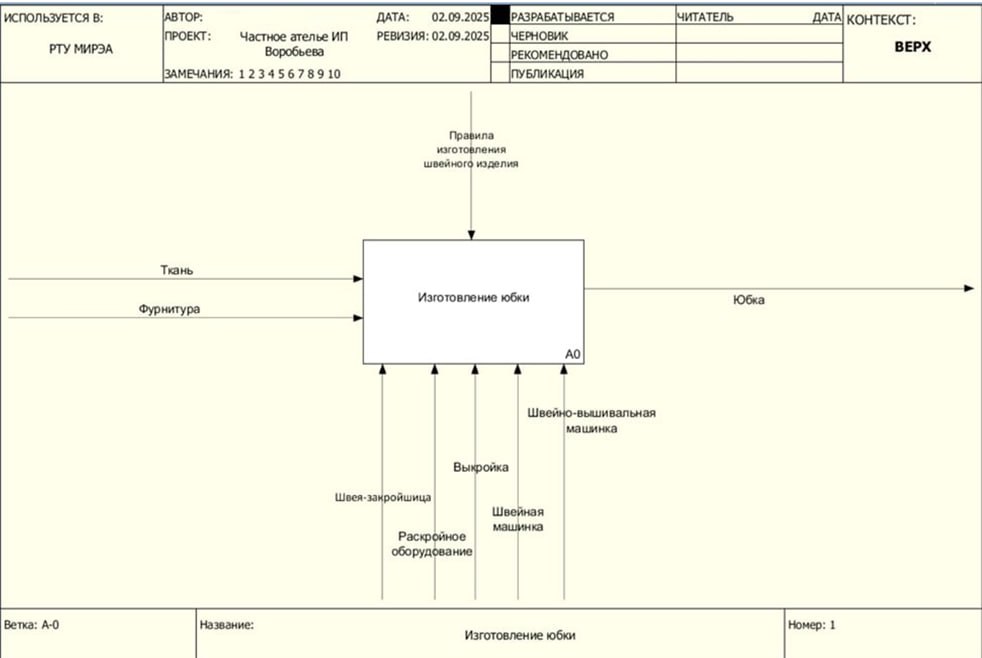 ИСПОЛЬЗУЕТСЯ В:
РТУ МИРЭА
АВТОР:
ДАТА: 02.09.2025
ПРОЕКТ: Частное ателье ИП
Воробьева
РЕВИЗИЯ: 02.09.2025
ЗАМЕЧАНИЯ: 1 2 3 4 5 6 7 8 9 10
РАЗРАБАТЫВАЕТСЯ
ЧЕРНОВИК
РЕКОМЕНДОВАНО
ПУБЛИКАЦИЯ
ЧИТАТЕЛЬ
ДАТА
КОНТЕКСТ:
ВЕРХ
Правила
изготовления
швейного изделия
Ткань
Фурнитура
Изготовление юбки
A0
Юбка
Швейно-вышивальная
машинка
Выкройка
Швея-закройшица
Швейная
машинка
Раскройное
оборудование
Ветка: A-0
Название:
Изготовление юбки
Номер: 1